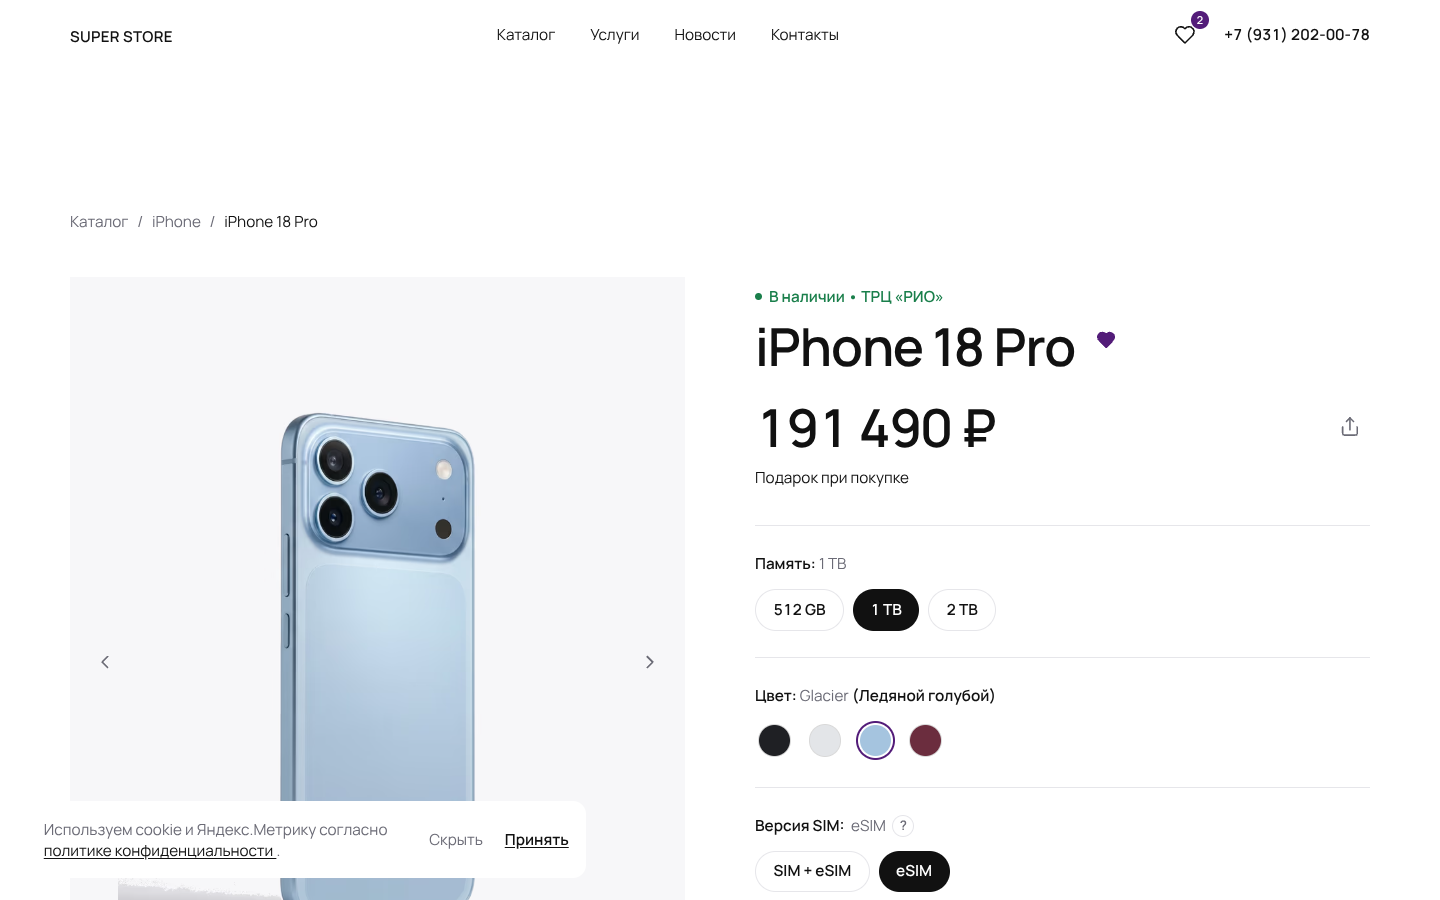 SUPER STORE
Каталог Услуги Новости Контакты
2
+7 (931) 202-00-78
Каталог / iPhone / iPhone 18 Pro
В наличии • ТРЦ «РИО»
iPhone 18 Pro
191 490 ₽
Подарок при покупке
Память: 1 TB
512 GB 1 TB 2 TB
Цвет: Glacier (Ледяной голубой)
Версия SIM: eSIM ?
SIM + eSIM eSIM
Используем cookie и Яндекс.Метрику согласно
политике конфиденциальности .
Скрыть Принять